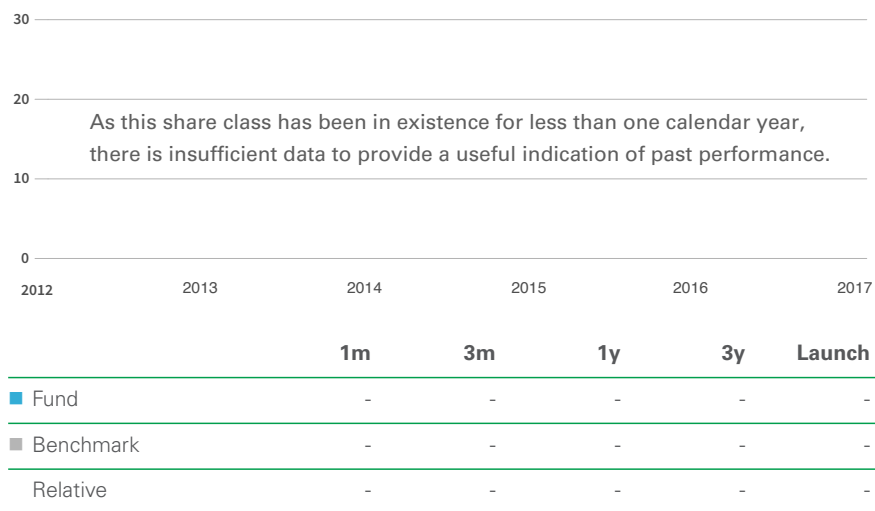 30
20
As this share class has been in existence for less than one calendar year,
there is insufficient data to provide a useful indication of past performance.
10
0
2012 2013 2014 2015 2016 2017
1m 3m 1y 3y Launch
Fund - - - - -
Benchmark - - - - -
Relative - - - - -